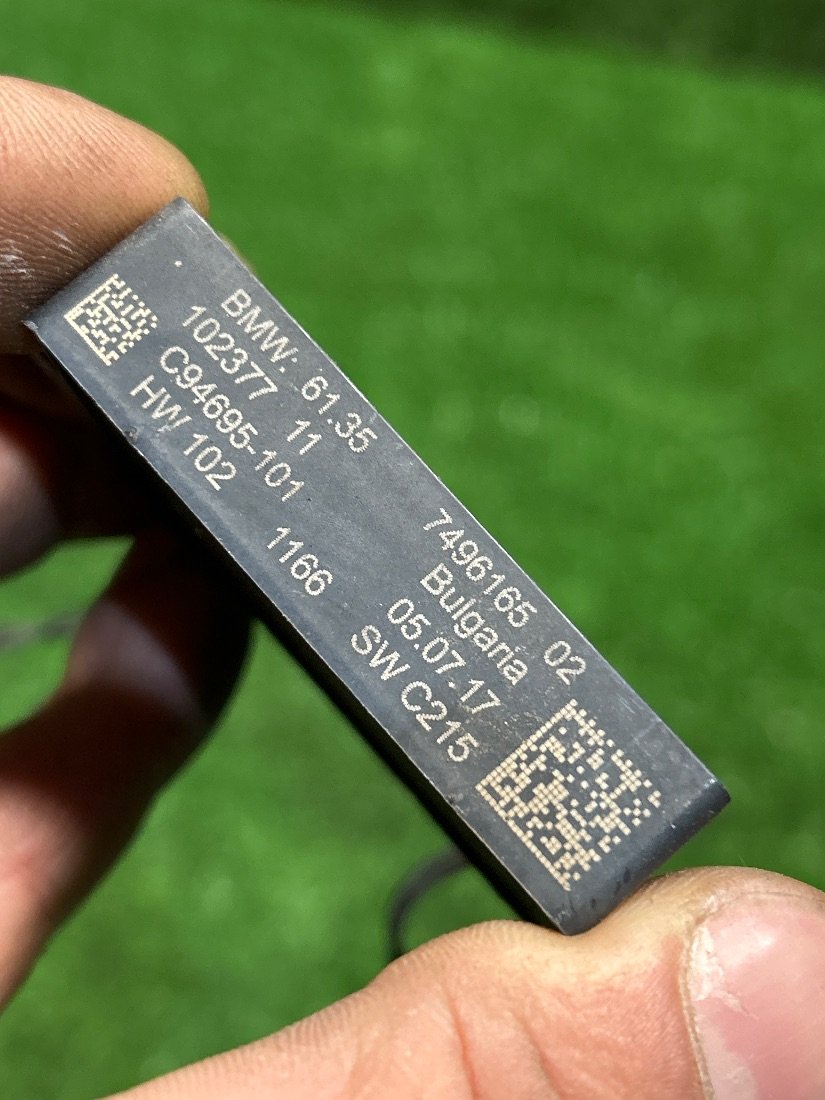 BMW: 61.35 7496165 02
102377 11 Bulgaria
C94695-101 05.07.17
HW 102 1166 SW C215